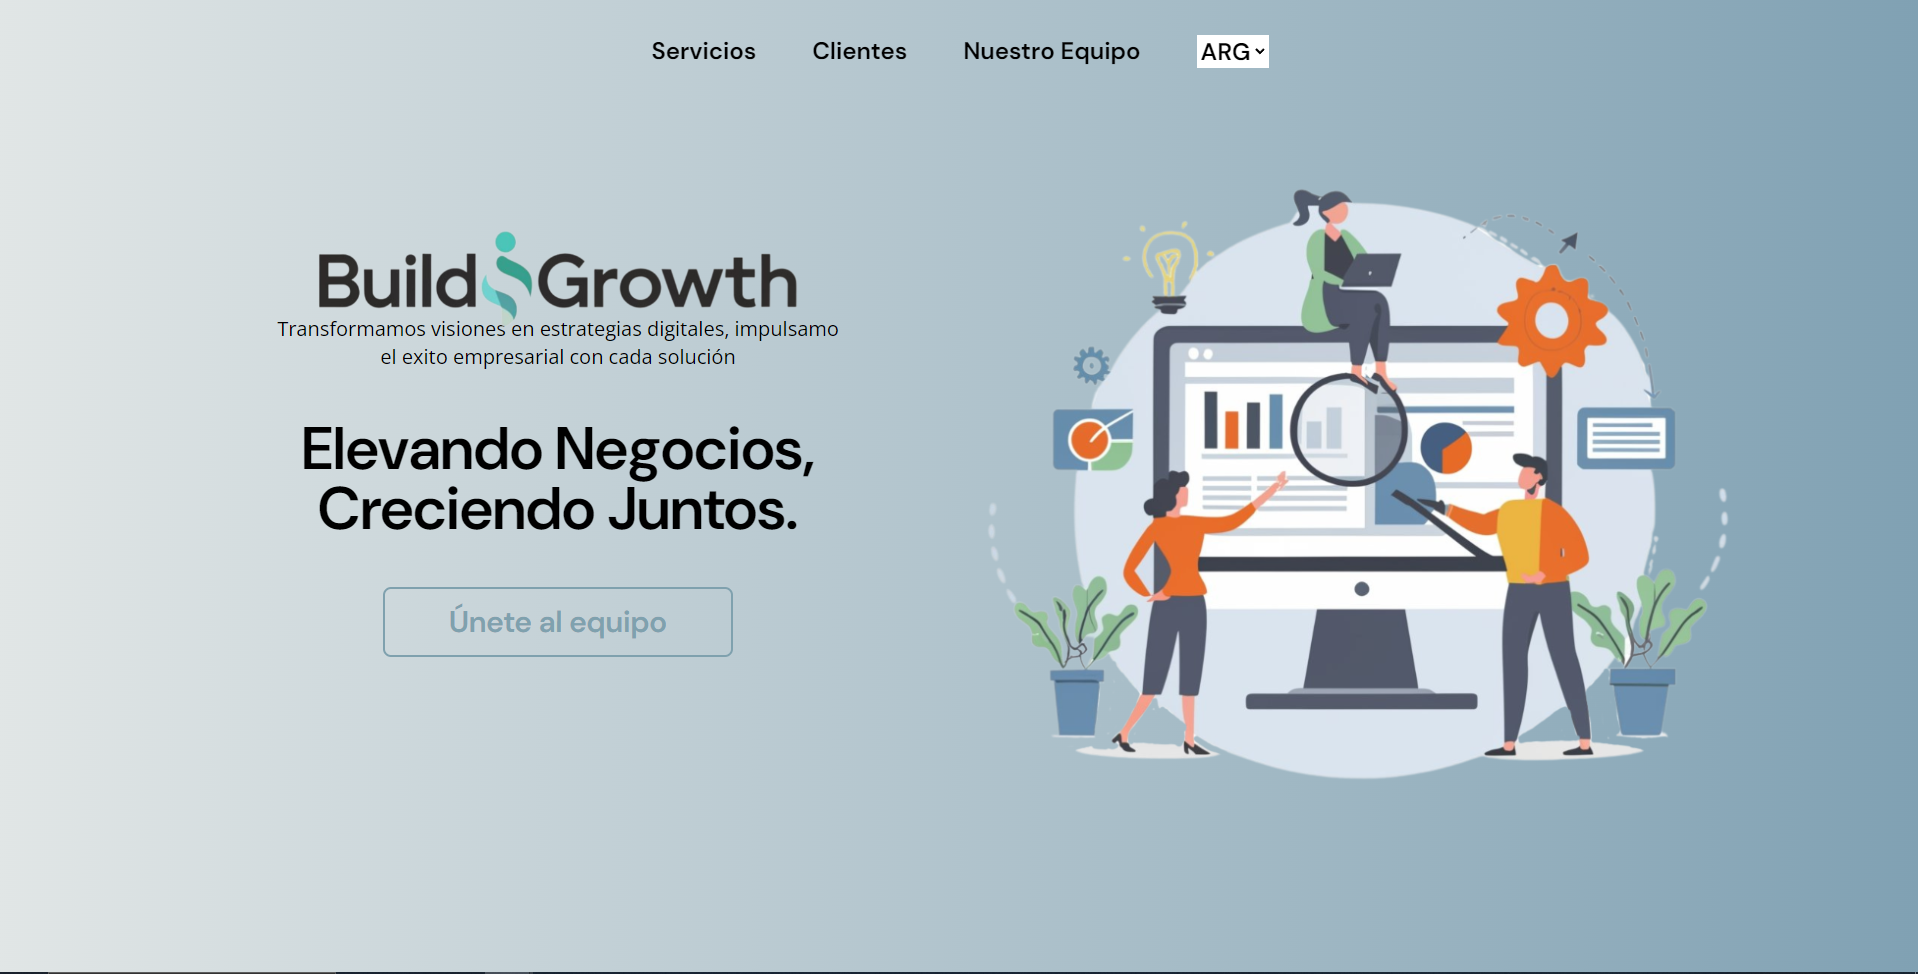 Servicios
Clientes
Nuestro Equipo
ARG
Build Growth
Transformamos visiones en estrategias digitales, impulsamo
el exito empresarial con cada solución
Elevando Negocios,
Creciendo Juntos.
Únete al equipo